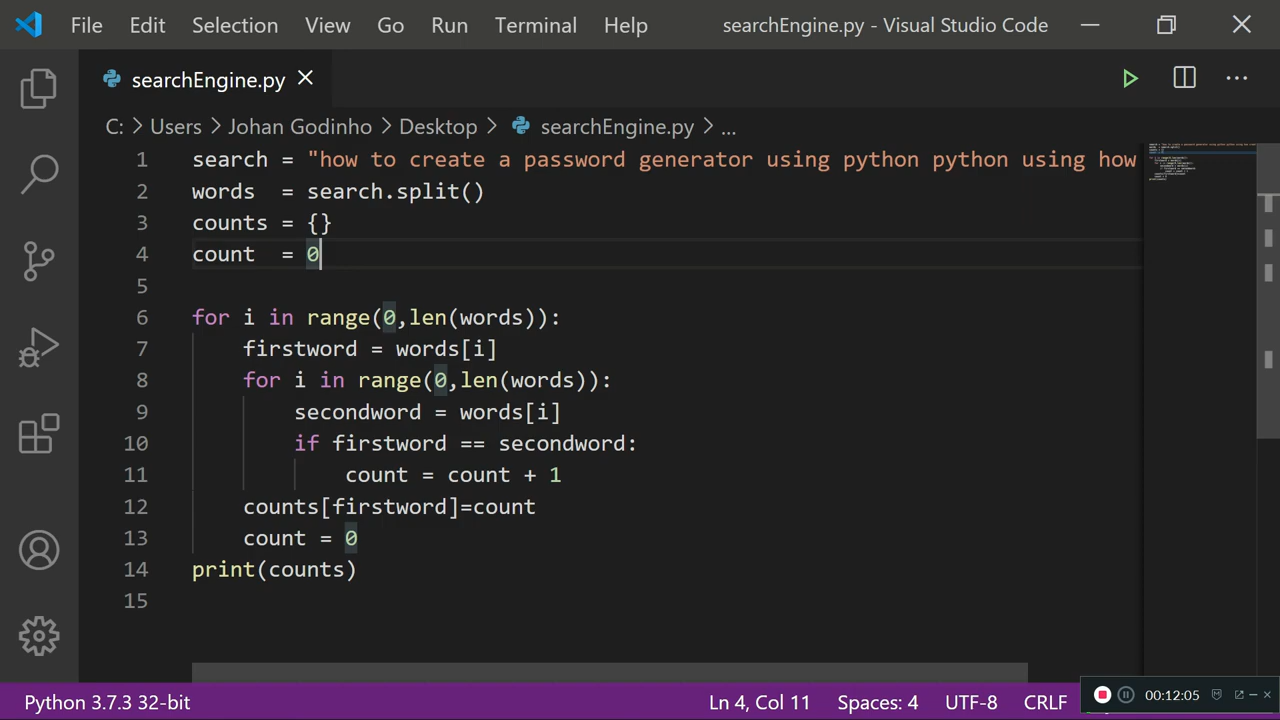 File Edit Selection View Go Run Terminal Help searchEngine.py - Visual Studio Code
searchEngine.py
C: > Users > Johan Godinho > Desktop > searchEngine.py > ...
1 search = "how to create a password generator using python python using how
2 words  = search.split()
3 counts = {}
4 count  = 0
5
6 for i in range(0,len(words)):
7     firstword = words[i]
8     for i in range(0,len(words)):
9         secondword = words[i]
10         if firstword == secondword:
11             count = count + 1
12     counts[firstword]=count
13     count = 0
14 print(counts)
15
Python 3.7.3 32-bit Ln 4, Col 11 Spaces: 4 UTF-8 CRLF 00:12:05